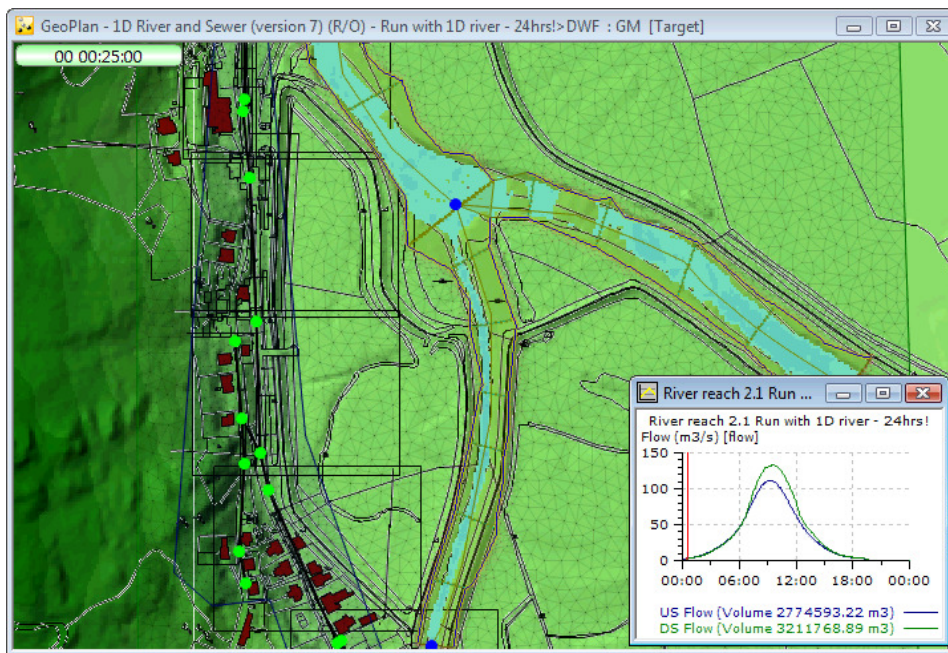 GeoPlan - 1D River and Sewer (version 7) (R/O) - Run with 1D river - 24hrs!>DWF : GM [Target]
00 00:25:00
River reach 2.1 Run ...
River reach 2.1 Run with 1D river - 24hrs!
Flow (m3/s) [flow]
150
100
50
0
00:00 06:00 12:00 18:00 00:00
US Flow (Volume 2774593.22 m3)
DS Flow (Volume 3211768.89 m3)